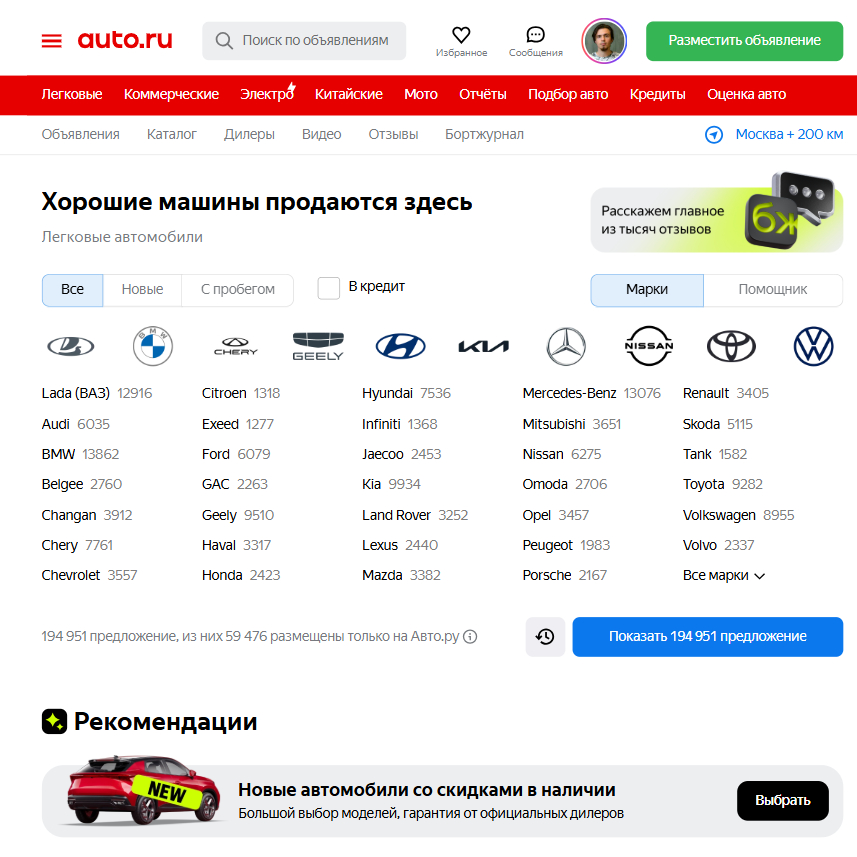 auto.ru Поиск по объявлениям Избранное Сообщения Разместить объявление
Легковые Коммерческие Электро Китайские Мото Отчёты Подбор авто Кредиты Оценка авто
Объявления Каталог Дилеры Видео Отзывы Бортжурнал Москва + 200 км
Хорошие машины продаются здесь
Легковые автомобили
Расскажем главное
из тысяч отзывов
бж
Все Новые С пробегом В кредит Марки Помощник
BMW CHERY GEELY KIA NISSAN
Lada (ВАЗ) 12916 Citroen 1318 Hyundai 7536 Mercedes-Benz 13076 Renault 3405
Audi 6035 Exeed 1277 Infiniti 1368 Mitsubishi 3651 Skoda 5115
BMW 13862 Ford 6079 Jaecoo 2453 Nissan 6275 Tank 1582
Belgee 2760 GAC 2263 Kia 9934 Omoda 2706 Toyota 9282
Changan 3912 Geely 9510 Land Rover 3252 Opel 3457 Volkswagen 8955
Chery 7761 Haval 3317 Lexus 2440 Peugeot 1983 Volvo 2337
Chevrolet 3557 Honda 2423 Mazda 3382 Porsche 2167 Все марки
194 951 предложение, из них 59 476 размещены только на Авто.ру Показать 194 951 предложение
Рекомендации
NEW
Новые автомобили со скидками в наличии
Большой выбор моделей, гарантия от официальных дилеров
Выбрать